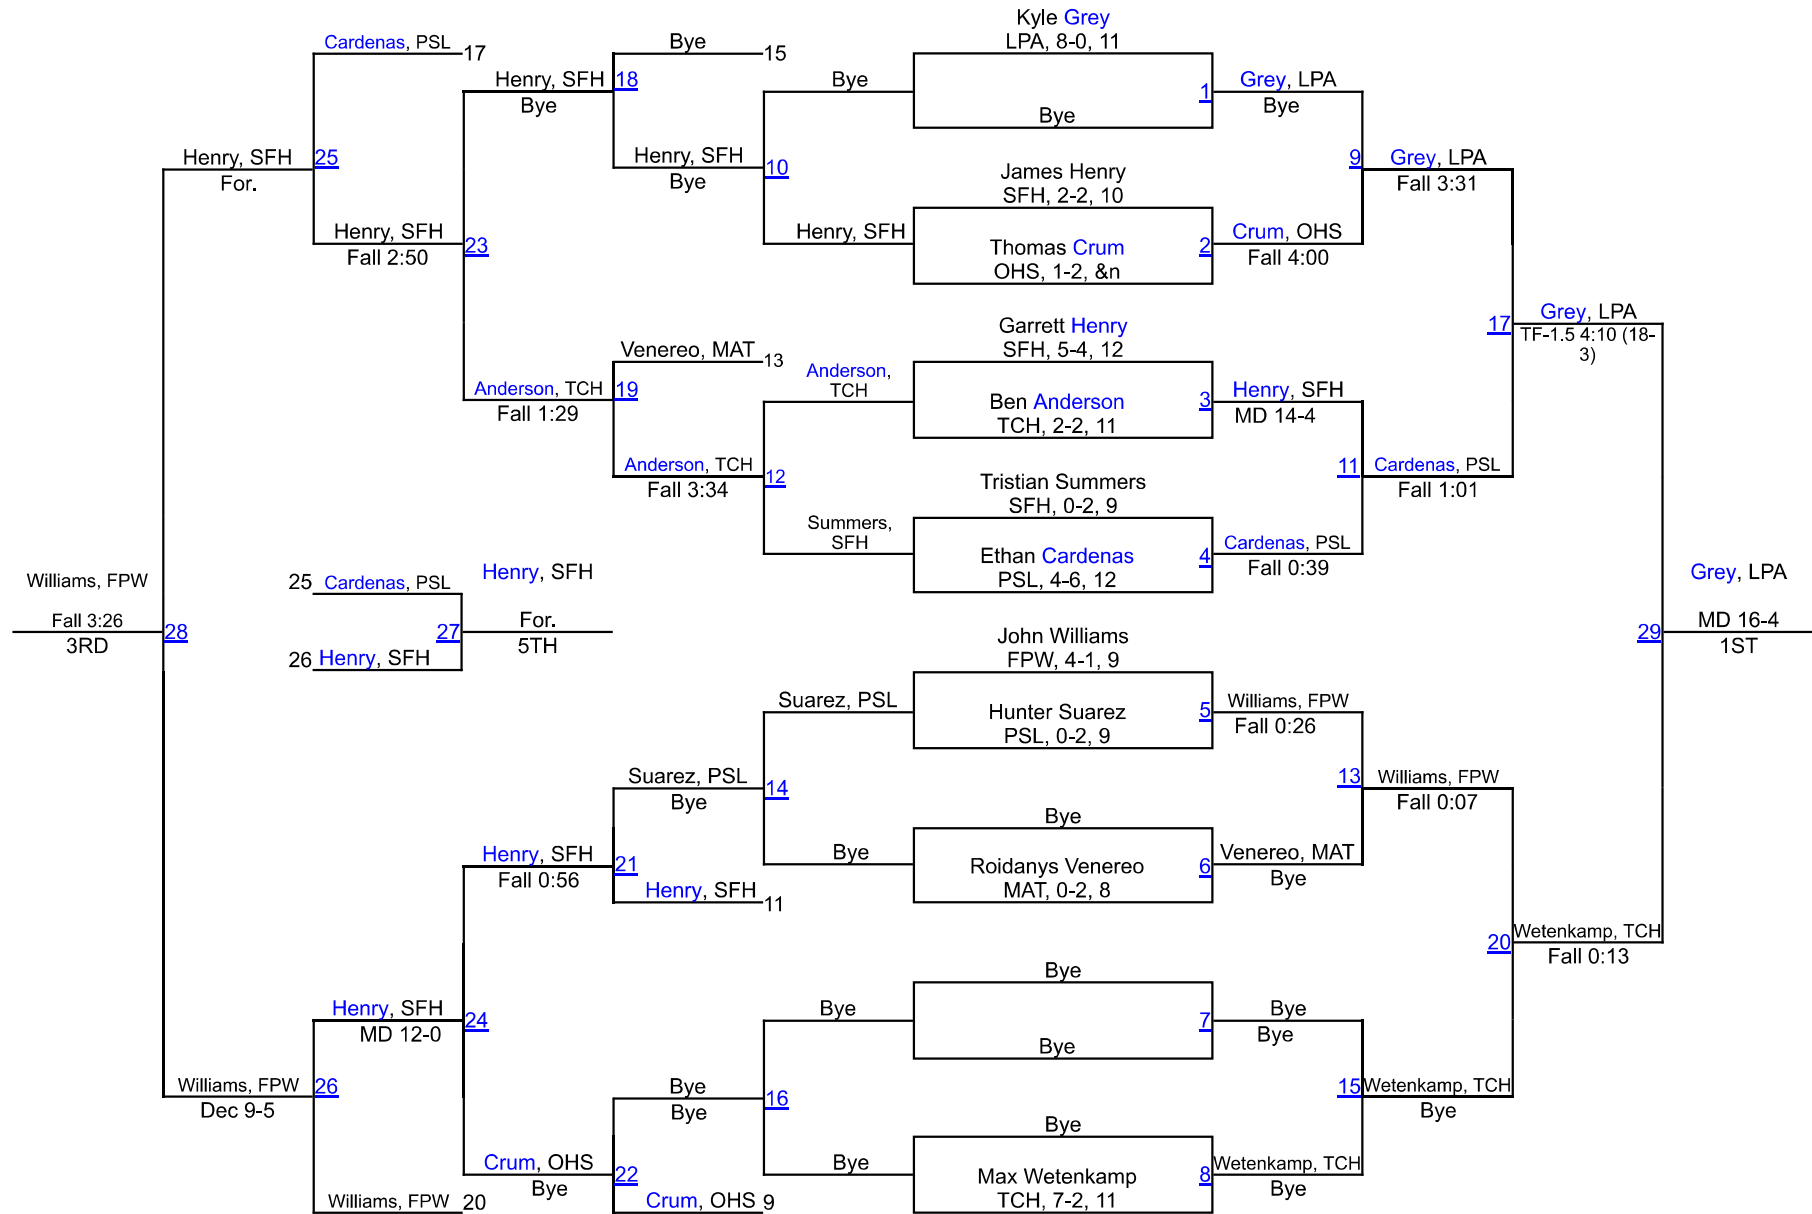 Kyle Grey
LPA, 8-0, 11
Cardenas, PSL
17
Bye
15
Henry, SFH
18
Bye
Bye
1
Grey, LPA
Bye
Bye
Henry, SFH
25
For.
Henry, SFH
10
Bye
9
Grey, LPA
Fall 3:31
James Henry
SFH, 2-2, 10
Henry, SFH
23
Fall 2:50
Henry, SFH
Thomas Crum
OHS, 1-2, &n
2
Crum, OHS
Fall 4:00
Garrett Henry
SFH, 5-4, 12
17
Grey, LPA
TF-1.5 4:10 (18-
3)
Venereo, MAT
13
Anderson, TCH
19
Fall 1:29
Anderson,
TCH
Ben Anderson
TCH, 2-2, 11
3
Henry, SFH
MD 14-4
Anderson, TCH
12
Fall 3:34
11
Cardenas, PSL
Fall 1:01
Tristian Summers
SFH, 0-2, 9
Summers,
SFH
Ethan Cardenas
PSL, 4-6, 12
4
Cardenas, PSL
Fall 0:39
Williams, FPW
Fall 3:26
3RD
28
25
Cardenas, PSL
26
Henry, SFH
27
Henry, SFH
For.
5TH
Grey, LPA
29
MD 16-4
1ST
John Williams
FPW, 4-1, 9
Suarez, PSL
Hunter Suarez
PSL, 0-2, 9
5
Williams, FPW
Fall 0:26
Suarez, PSL
14
Bye
13
Williams, FPW
Fall 0:07
Bye
Henry, SFH
21
Fall 0:56
Bye
Roidanys Venereo
MAT, 0-2, 8
6
Venereo, MAT
Bye
Henry, SFH
11
20
Wetenkamp, TCH
Fall 0:13
Bye
Henry, SFH
24
MD 12-0
Bye
Bye
7
Bye
Bye
Williams, FPW
26
Dec 9-5
Bye
16
Bye
15
Wetenkamp, TCH
Bye
Bye
Crum, OHS
22
Bye
Bye
Max Wetenkamp
TCH, 7-2, 11
8
Wetenkamp, TCH
Bye
Williams, FPW
20
Crum, OHS
9